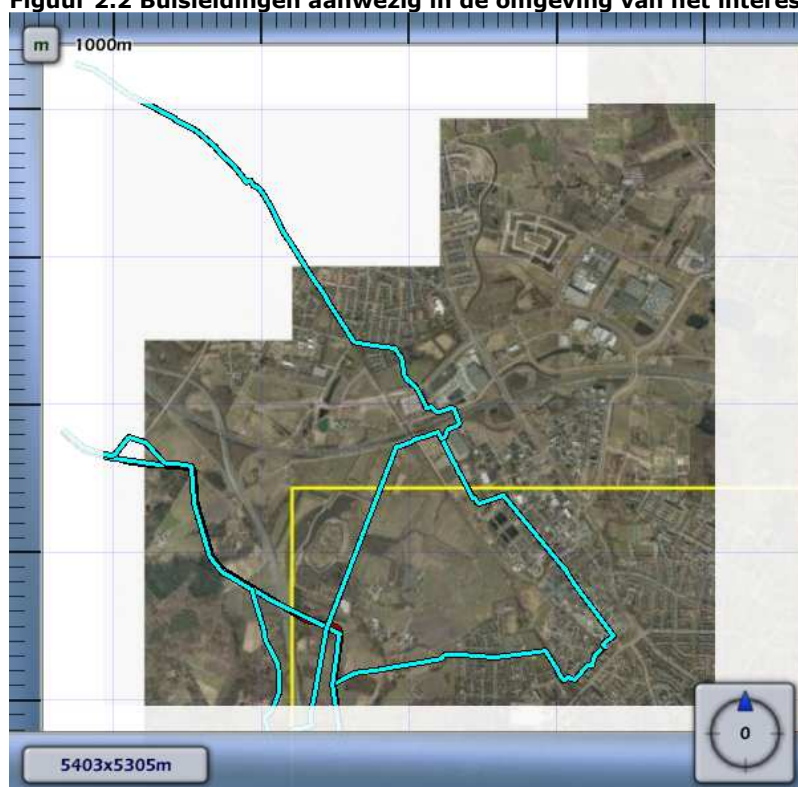 Figuur 2.2 Buisleidingen aanwezig in de omgeving van het interes
m
1000m
0
5403x5305m